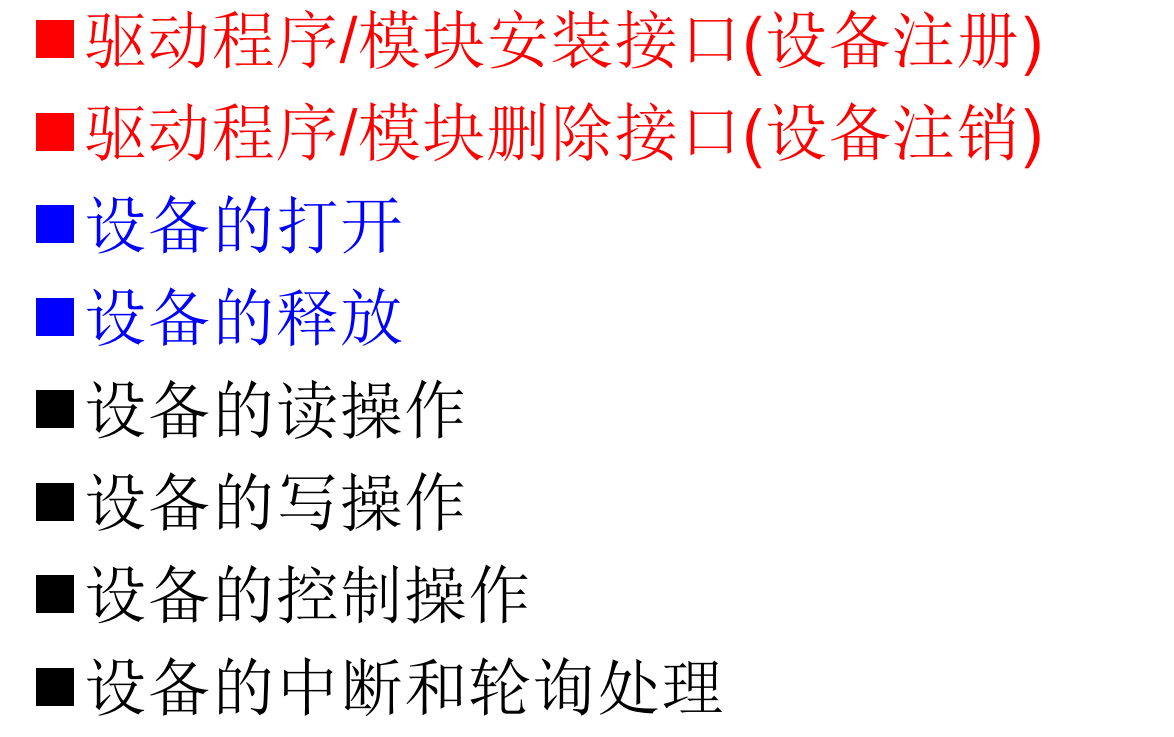 ■驱动程序/模块安装接口(设备注册)
■驱动程序/模块删除接口(设备注销)
■设备的打开
■设备的释放
■设备的读操作
■设备的写操作
■设备的控制操作
■设备的中断和轮询处理